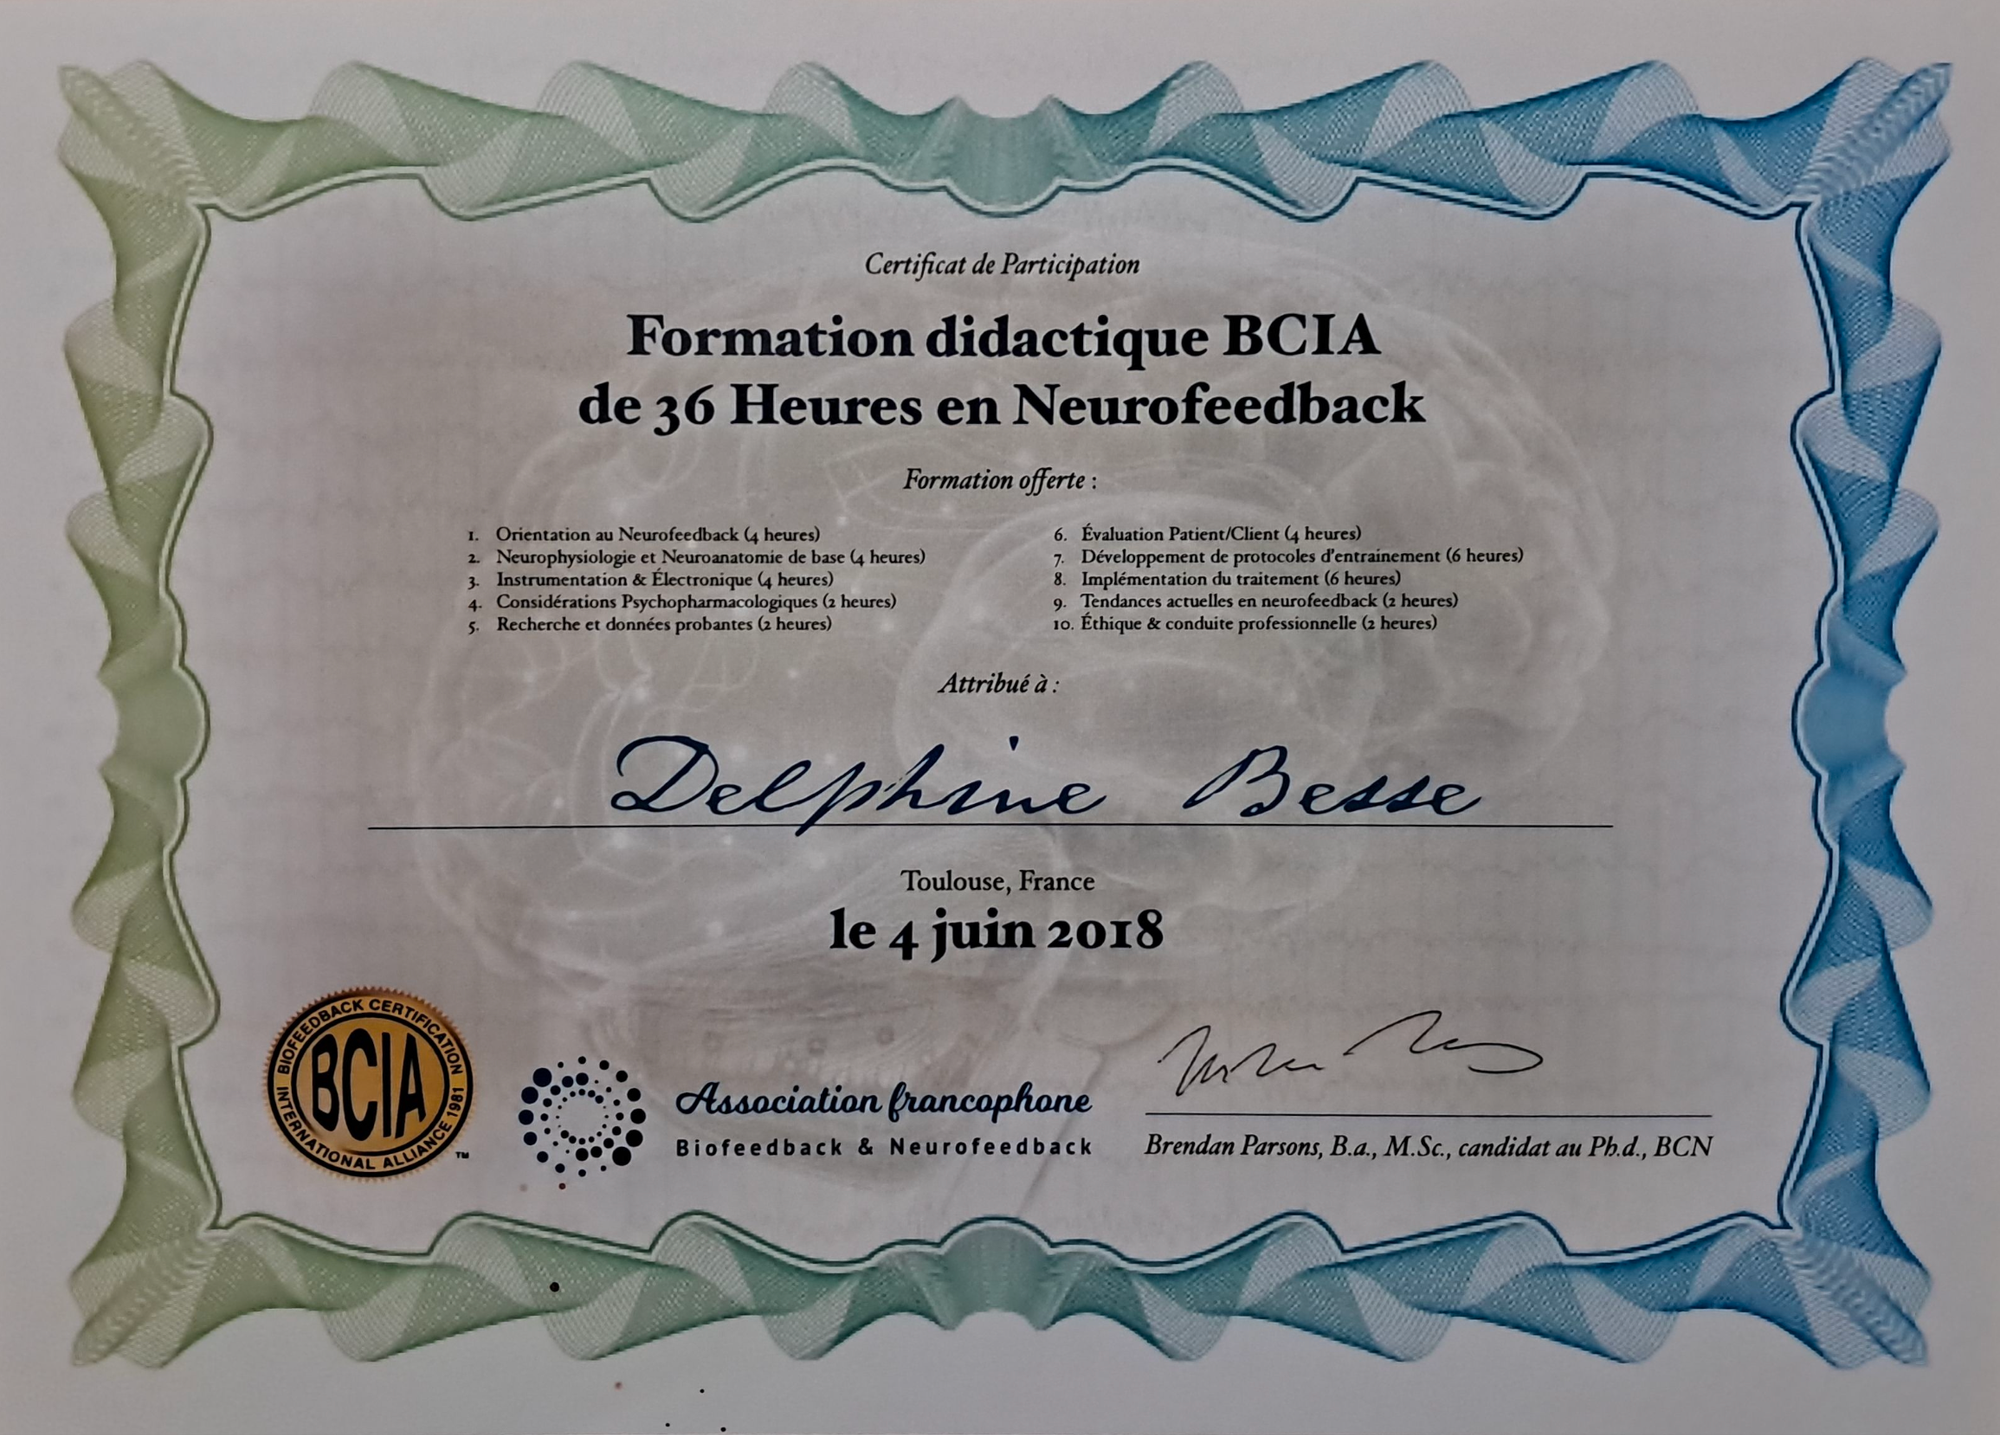 Certificat de Participation
Formation didactique BCIA
de 36 Heures en Neurofeedback
Formation offerte :
1. Orientation au Neurofeedback (4 heures)
2. Neurophysiologie et Neuroanatomie de base (4 heures)
3. Instrumentation & Électronique (4 heures)
4. Considérations Psychopharmacologiques (2 heures)
5. Recherche et données probantes (2 heures)
6. Évaluation Patient/Client (4 heures)
7. Développement de protocoles d'entrainement (6 heures)
8. Implémentation du traitement (6 heures)
9. Tendances actuelles en neurofeedback (2 heures)
10. Éthique & conduite professionnelle (2 heures)
Attribué à :
Delphine Besse
Toulouse, France
le 4 juin 2018
BIOFEEDBACK CERTIFICATION
INTERNATIONAL ALLIANCE 1981
BCIA
TM
Association francophone
Biofeedback & Neurofeedback
Brendan Parsons, B.a., M.Sc., candidat au Ph.d., BCN